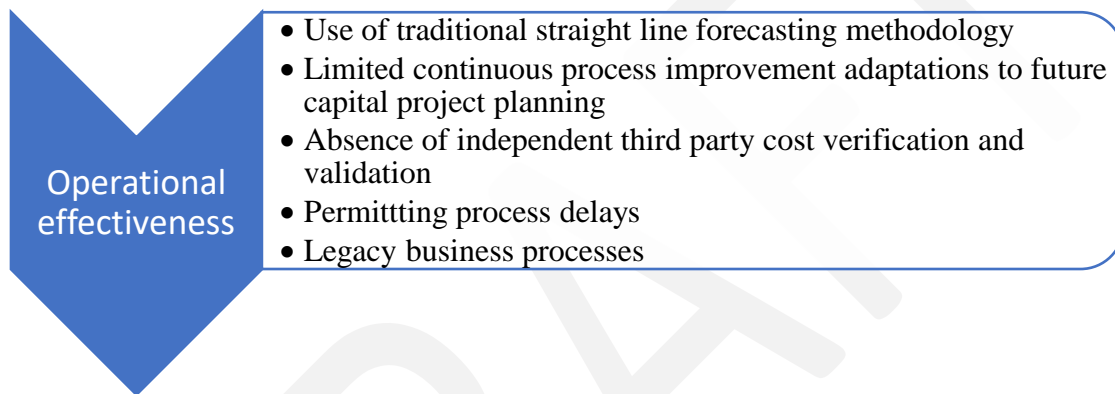 Operational
effectiveness
• Use of traditional straight line forecasting methodology
• Limited continuous process improvement adaptations to future
capital project planning
• Absence of independent third party cost verification and
validation
• Permittting process delays
• Legacy business processes